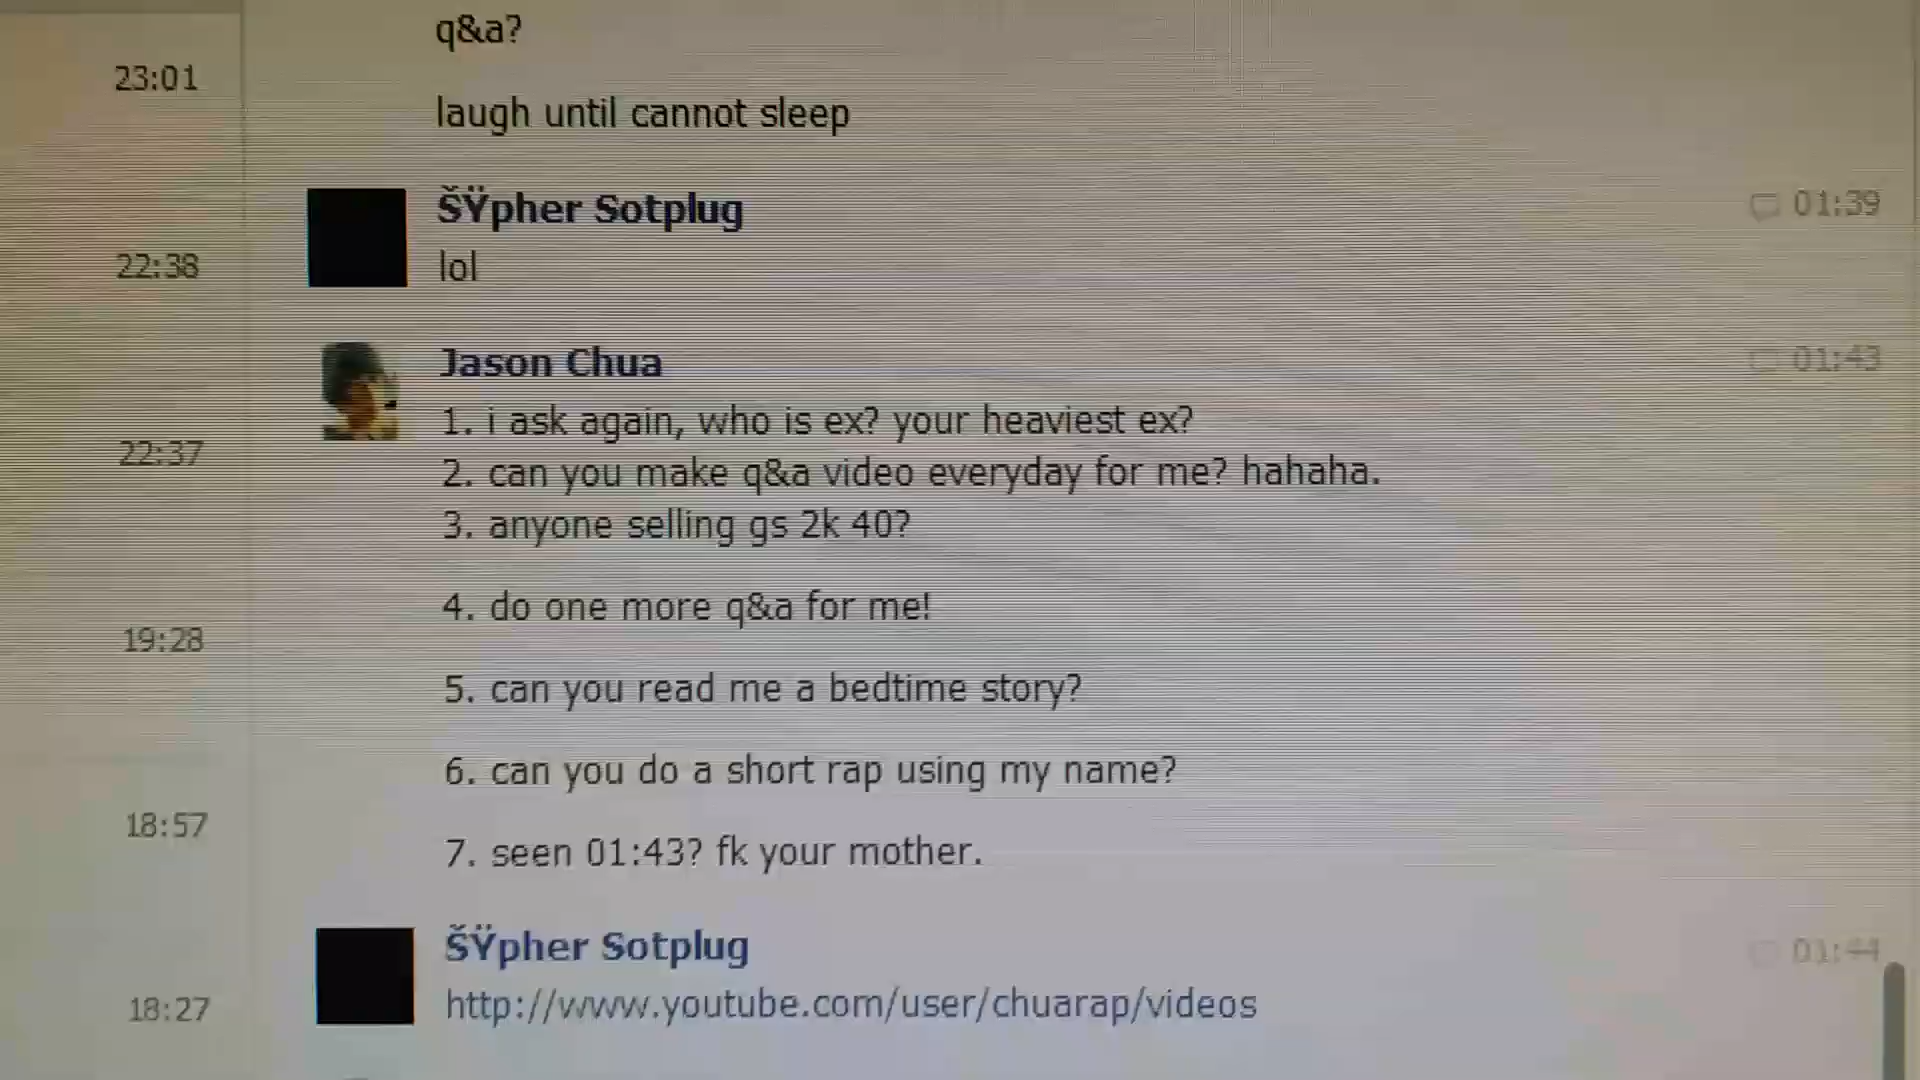 q&a?
23:01
laugh until cannot sleep
ŠŸpher Sotplug
01:39
22:38
lol
Jason Chua
01:43
1. i ask again, who is ex? your heaviest ex?
22:37
2. can you make q&a video everyday for me? hahaha.
3. anyone selling gs 2k 40?
4. do one more q&a for me!
19:28
5. can you read me a bedtime story?
6. can you do a short rap using my name?
18:57
7. seen 01:43? fk your mother.
ŠŸpher Sotplug
01:44
18:27
http://www.youtube.com/user/chuarap/videos